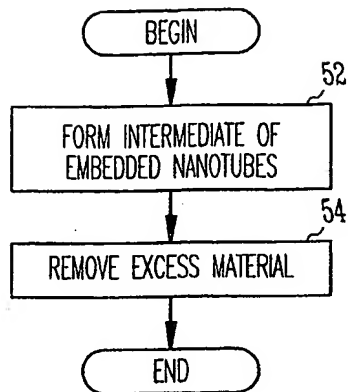 BEGIN
52
FORM INTERMEDIATE OF
EMBEDDED NANOTUBES
54
REMOVE EXCESS MATERIAL
END